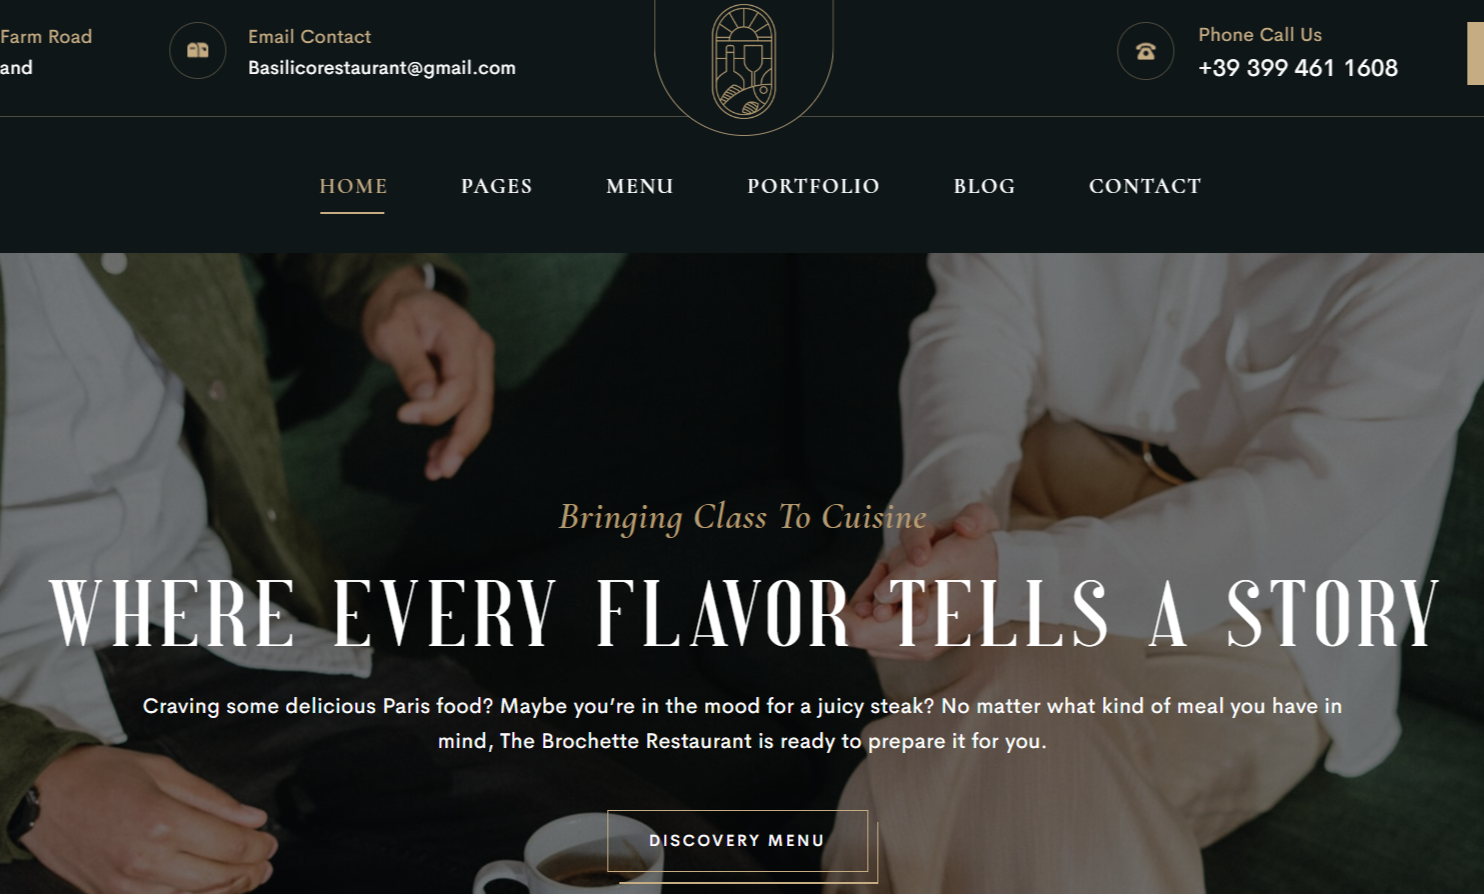 Farm Road
and
Email Contact
Basilicorestaurant@gmail.com
Phone Call Us
+39 399 461 1608
HOME PAGES MENU PORTFOLIO BLOG CONTACT
Bringing Class To Cuisine
WHERE EVERY FLAVOR TELLS A STORY
Craving some delicious Paris food? Maybe you’re in the mood for a juicy steak? No matter what kind of meal you have in
mind, The Brochette Restaurant is ready to prepare it for you.
DISCOVERY MENU